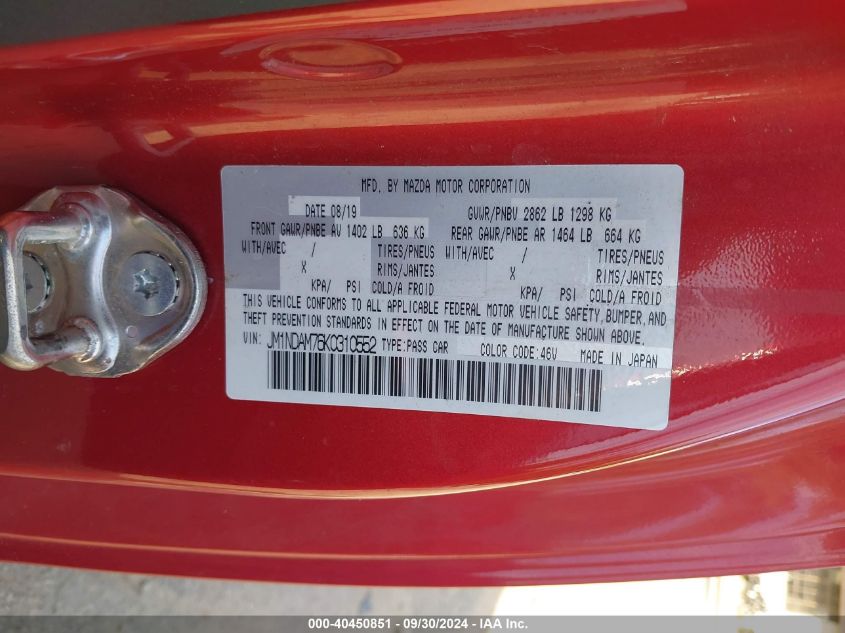 MFD. BY MAZDA MOTOR CORPORATION
DATE 08/19 GVWR/PNBV 2862 LB 1298 KG
FRONT GAWR/PNBE AV 1402 LB 636 KG REAR GAWR/PNBE AR 1464 LB 664 KG
WITH/AVEC / TIRES/PNEUS WITH/AVEC / TIRES/PNEUS
X RIMS/JANTES X RIMS/JANTES
KPA/ PSI COLD/A FROID KPA/ PSI COLD/A FROID
THIS VEHICLE CONFORMS TO ALL APPLICABLE FEDERAL MOTOR VEHICLE SAFETY, BUMPER, AND
THEFT PREVENTION STANDARDS IN EFFECT ON THE DATE OF MANUFACTURE SHOWN ABOVE.
VIN: JM1NDAM76K0310552 TYPE:PASS CAR COLOR CODE:46V MADE IN JAPAN
000-40450851 - 09/30/2024 - IAA Inc.